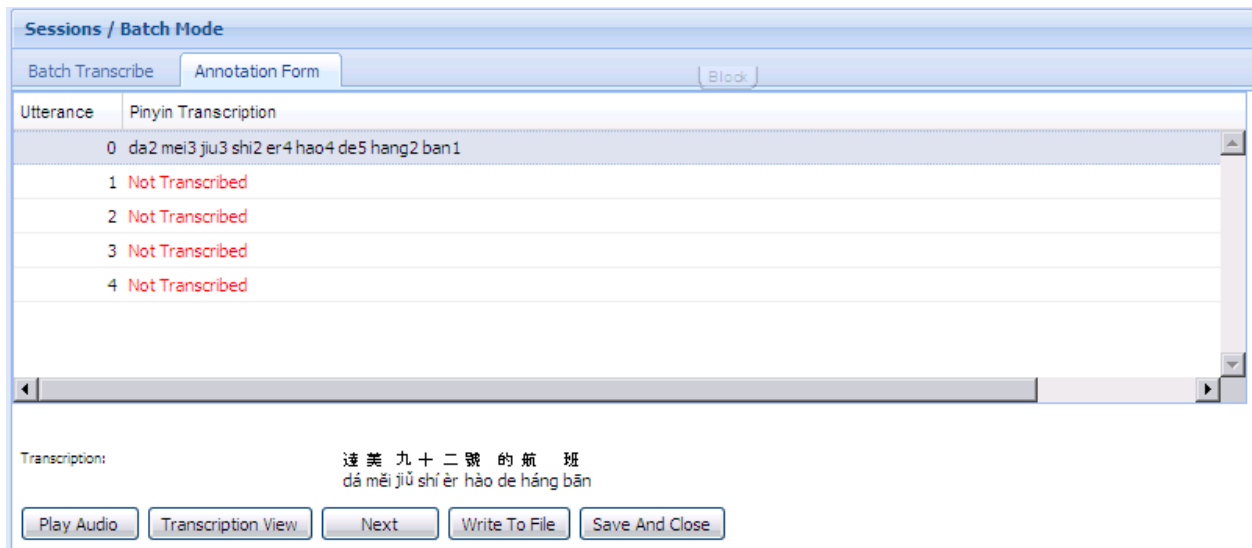 Sessions / Batch Mode
Batch Transcribe Annotation Form Block
Utterance Pinyin Transcription
0 da2 mei3 jiu3 shi2 er4 hao4 de5 hang2 ban1
1 Not Transcribed
2 Not Transcribed
3 Not Transcribed
4 Not Transcribed
Transcription: 達美 九十二號 的航 班
dá měi jiǔ shí èr hào de háng bān
Play Audio Transcription View Next Write To File Save And Close